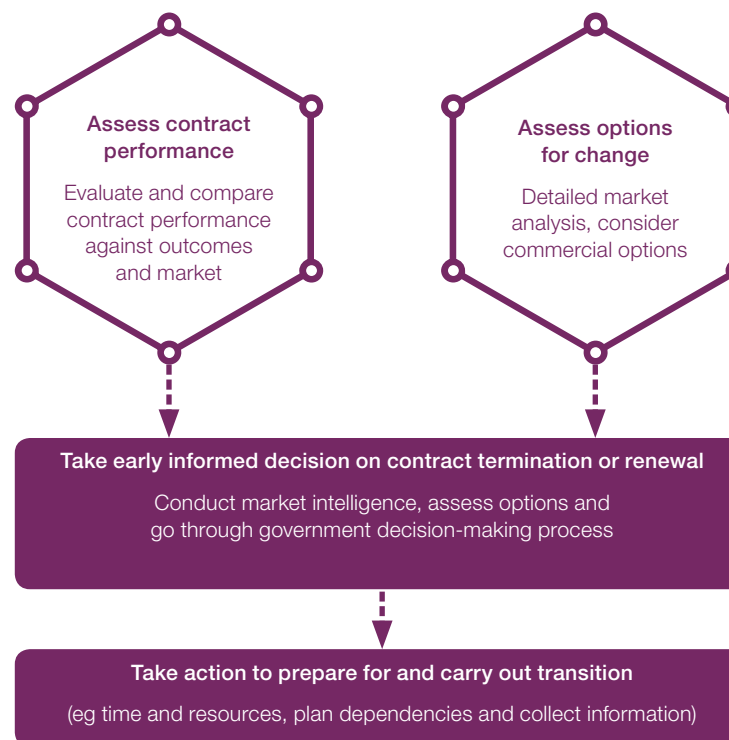 Assess contract
performance
Evaluate and compare
contract performance
against outcomes
and market
Assess options
for change
Detailed market
analysis, consider
commercial options
Take early informed decision on contract termination or renewal
Conduct market intelligence, assess options and
go through government decision-making process
Take action to prepare for and carry out transition
(eg time and resources, plan dependencies and collect information)